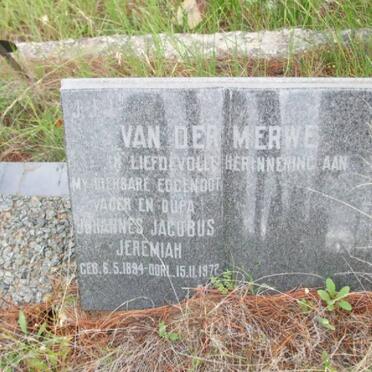 VAN DER MERWE
IN LIEFDEVOLLE HERINNERING AAN
MY DIERBARE EGGENOOT
VADER EN OUPA
JOHANNES JACOBUS
JEREMIAH
GEB. 6.5.1894 OORL. 15.11.1972